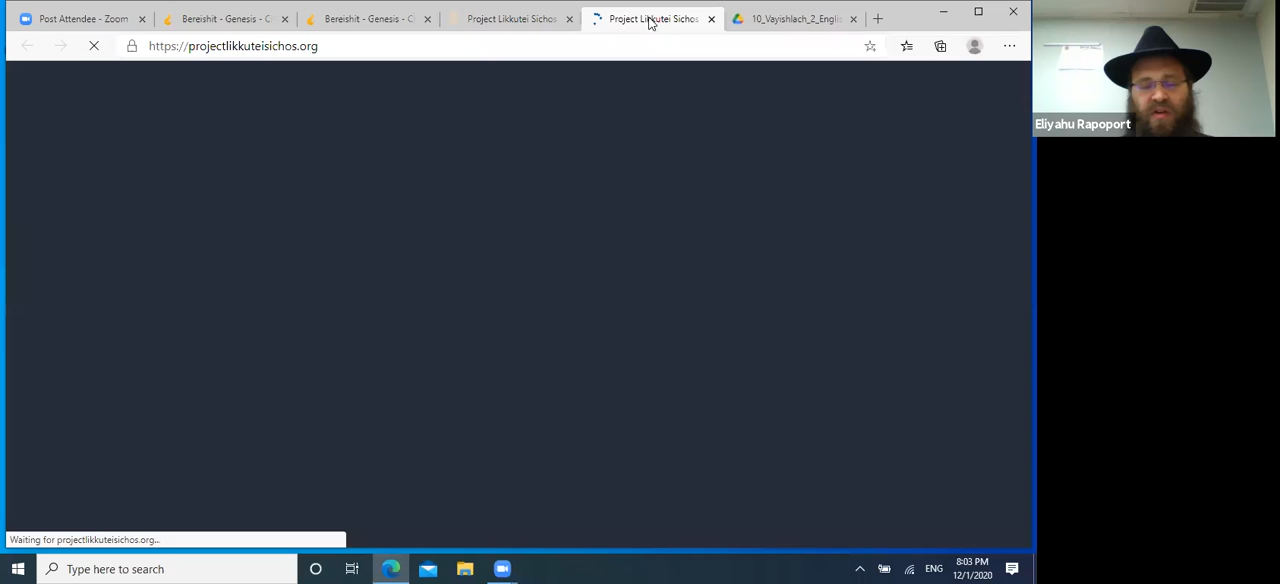 Post Attendee - Zoom
Bereishit - Genesis - C
Bereishit - Genesis - C
Project Likkutei Sichos
Project Likkutei Sichos
10_Vayishlach_2_Engli
https://projectlikkuteisichos.org
Eliyahu Rapoport
Waiting for projectlikkuteisichos.org...
Type here to search
ENG
8:03 PM
12/1/2020